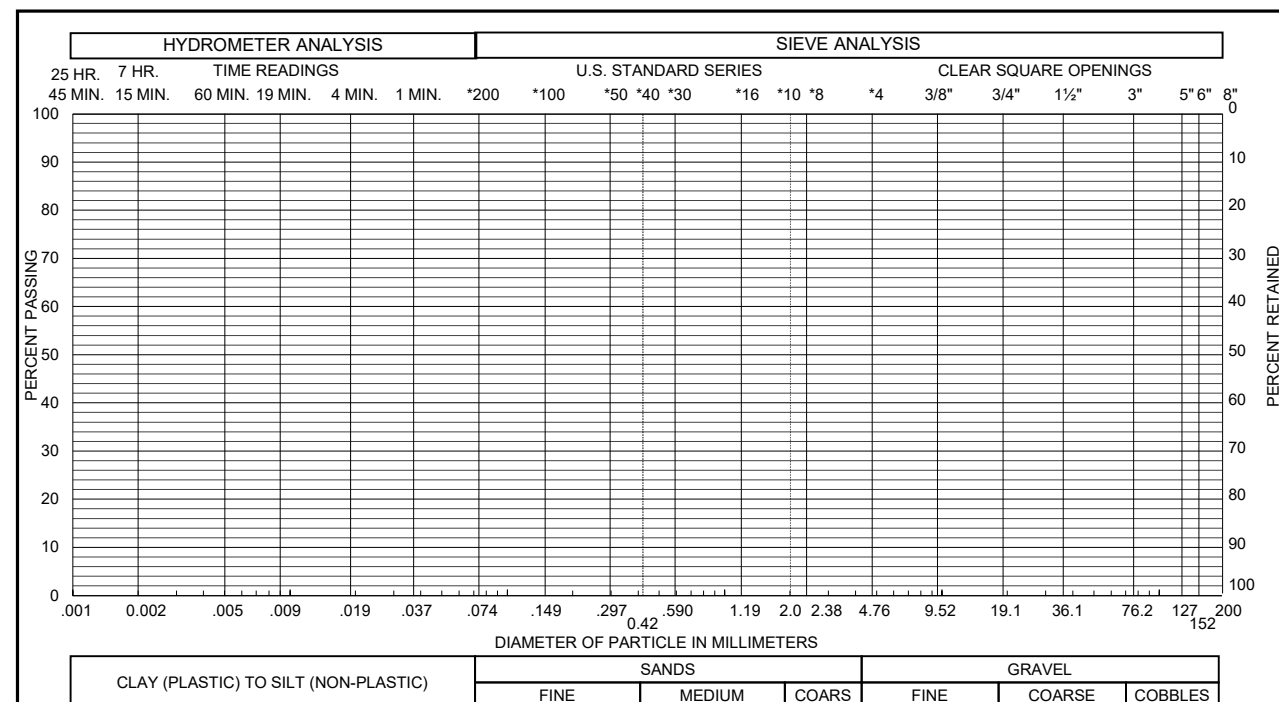 HYDROMETER ANALYSIS SIEVE ANALYSIS
25 HR. 7 HR. TIME READINGS U.S. STANDARD SERIES CLEAR SQUARE OPENINGS
45 MIN. 15 MIN. 60 MIN. 19 MIN. 4 MIN. 1 MIN. *200 *100 *50 *40 *30 *16 *10 *8 *4 3/8" 3/4" 1½" 3" 5" 6" 8"
100 0
90 10
80 20
70 30
60 40
50 50
40 60
30 70
20 80
10 90
0 100
PERCENT PASSING
PERCENT RETAINED
.001 0.002 .005 .009 .019 .037 .074 .149 .297 .590 1.19 2.0 2.38 4.76 9.52 19.1 36.1 76.2 127 200
0.42 152
DIAMETER OF PARTICLE IN MILLIMETERS
CLAY (PLASTIC) TO SILT (NON-PLASTIC) SANDS GRAVEL
FINE MEDIUM COARS FINE COARSE COBBLES